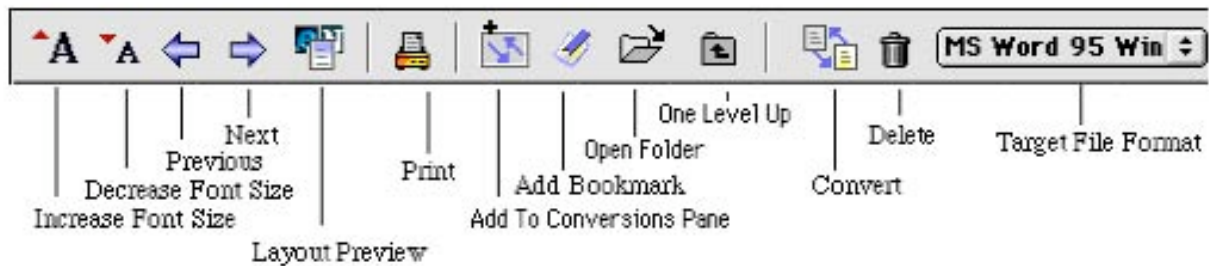 A A
MS Word 95 Win
One Level Up
Next
Delete
Target File Format
Open Folder
Previous
Print
Add Bookmark
Convert
Decrease Font Size
Increase Font Size
Add To Conversions Pane
Layout Preview